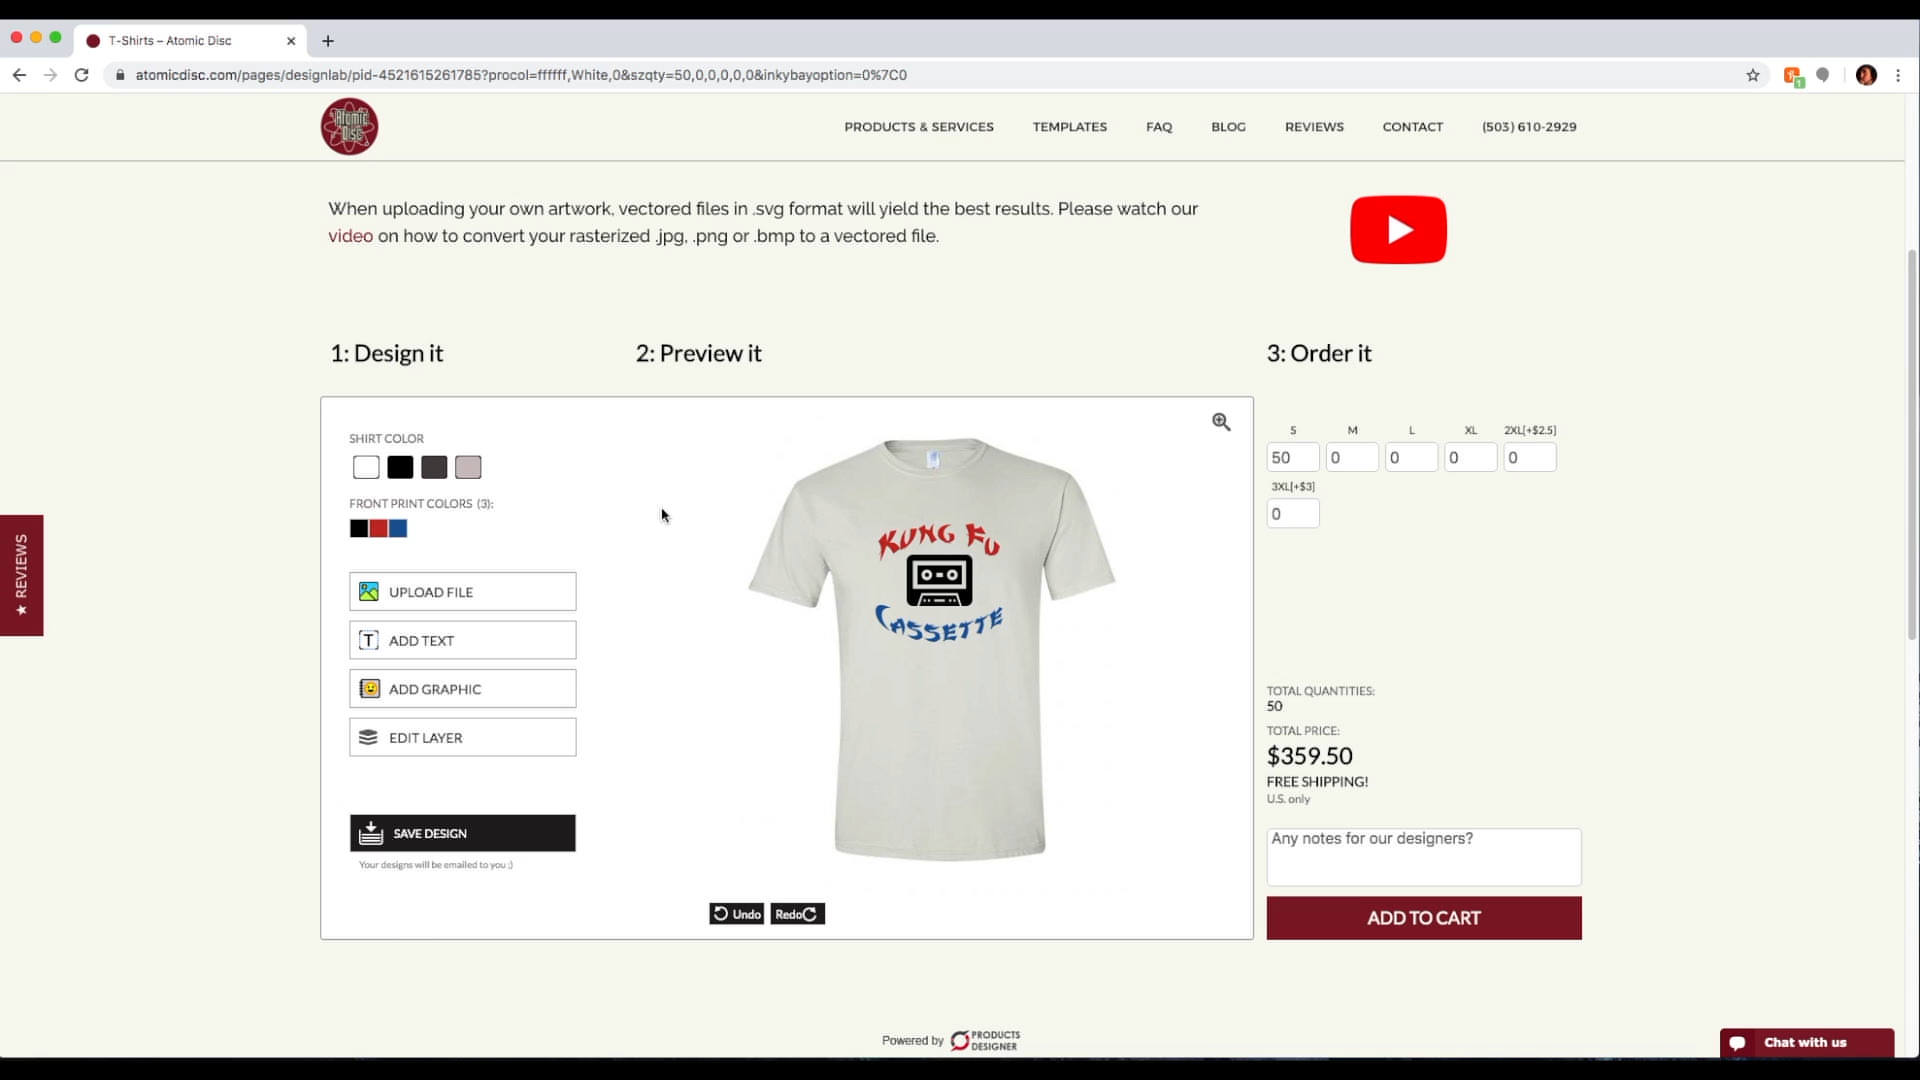 T-Shirts – Atomic Disc
atomicdisc.com/pages/designlab/pid-4521615261785?procol=ffffff,White,0&szqty=50,0,0,0,0,0&inkybayoption=0%7C0
1
Atomic
Disc
PRODUCTS & SERVICES
TEMPLATES
FAQ
BLOG
REVIEWS
CONTACT
(503) 610-2929
When uploading your own artwork, vectored files in .svg format will yield the best results. Please watch our
video on how to convert your rasterized .jpg, .png or .bmp to a vectored file.
1: Design it
2: Preview it
3: Order it
SHIRT COLOR
FRONT PRINT COLORS (3):
UPLOAD FILE
T ADD TEXT
ADD GRAPHIC
EDIT LAYER
SAVE DESIGN
Your designs will be emailed to you ;)
KUNG FU
CASSETTE
Undo
Redo
S M L XL 2XL[+$2.5]
50 0 0 0 0
3XL[+$3]
0
TOTAL QUANTITIES:
50
TOTAL PRICE:
$359.50
FREE SHIPPING!
U.S. only
Any notes for our designers?
ADD TO CART
★ REVIEWS
Powered by PRODUCTS
DESIGNER
Chat with us